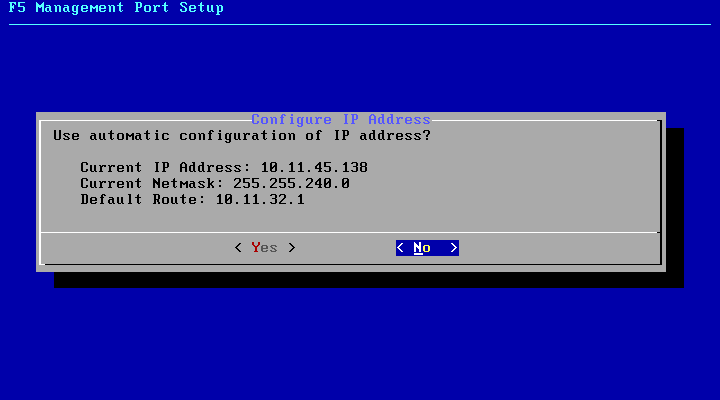 F5 Management Port Setup
Configure IP Address
Use automatic configuration of IP address?
Current IP Address: 10.11.45.138
Current Netmask: 255.255.240.0
Default Route: 10.11.32.1
< Yes > < No >